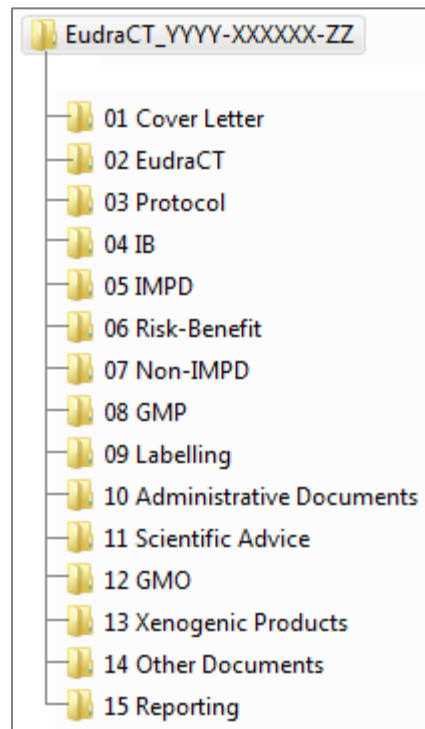 EudraCT_YYYY-XXXXXX-ZZ
01 Cover Letter
02 EudraCT
03 Protocol
04 IB
05 IMPD
06 Risk-Benefit
07 Non-IMPD
08 GMP
09 Labelling
10 Administrative Documents
11 Scientific Advice
12 GMO
13 Xenogenic Products
14 Other Documents
15 Reporting